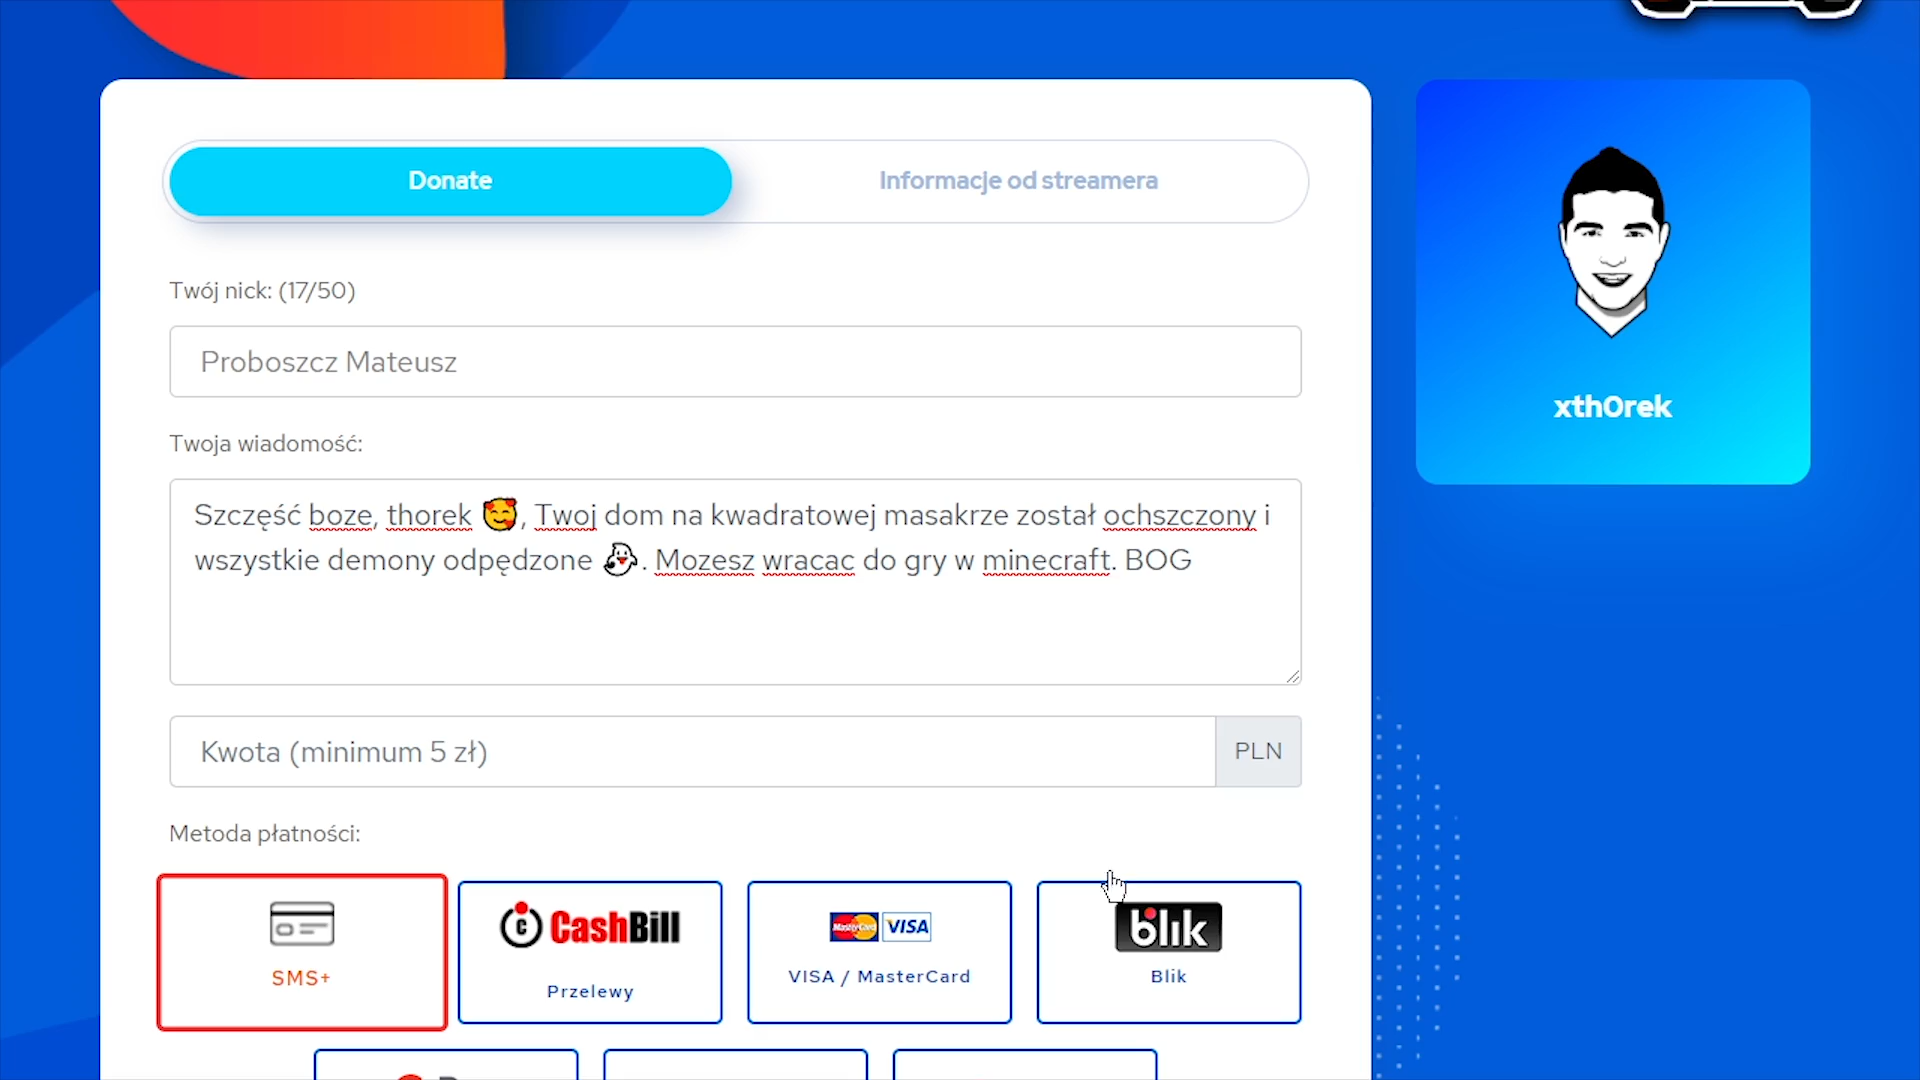 Donate
Informacje od streamera
Twój nick: (17/50)
Proboszcz Mateusz
Twoja wiadomość:
Szczęść boze, thorek 🥰, Twoj dom na kwadratowej masakrze został ochszczony i
wszystkie demony odpędzone 👻. Mozesz wracac do gry w minecraft. BOG
Kwota (minimum 5 zł)
PLN
Metoda płatności:
SMS+
CashBill
Przelewy
MasterCard VISA
VISA / MasterCard
blik
Blik
xth0rek